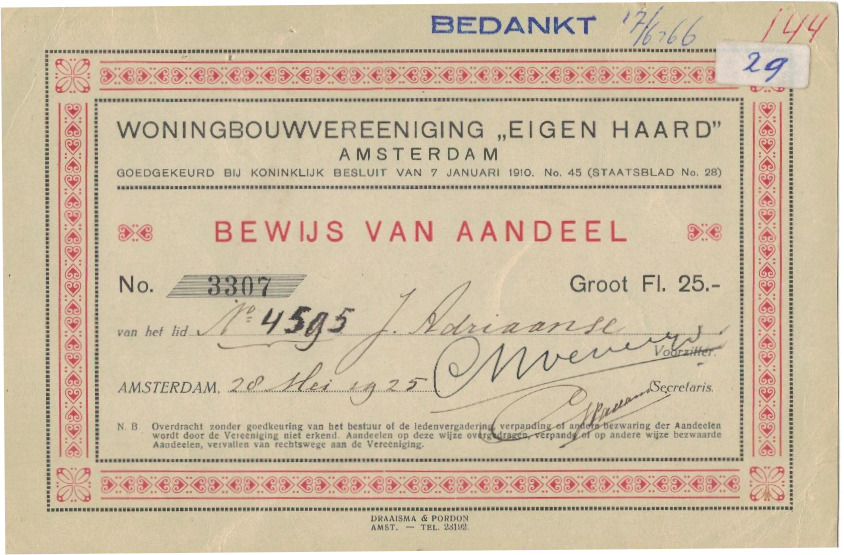 BEDANKT 17/6-66 144
29
WONINGBOUWVEREENIGING „EIGEN HAARD”
AMSTERDAM
GOEDGEKEURD BIJ KONINKLIJK BESLUIT VAN 7 JANUARI 1910. No. 45 (STAATSBLAD No. 28)
BEWIJS VAN AANDEEL
No. 3307 Groot Fl. 25.-
van het lid No 4595 J. Adriaanse
Voorzitter.
AMSTERDAM, 28 Mei 1925 Secretaris.
N. B. Overdracht zonder goedkeuring van het bestuur of de ledenvergadering, verpanding of andere bezwaring der Aandeelen
wordt door de Vereeniging niet erkend. Aandeelen op deze wijze overgedragen, verpande of op andere wijze bezwaarde
Aandeelen, vervallen van rechtswege aan de Vereeniging.
DRAAISMA & PORDON
AMST. — TEL. 23192.